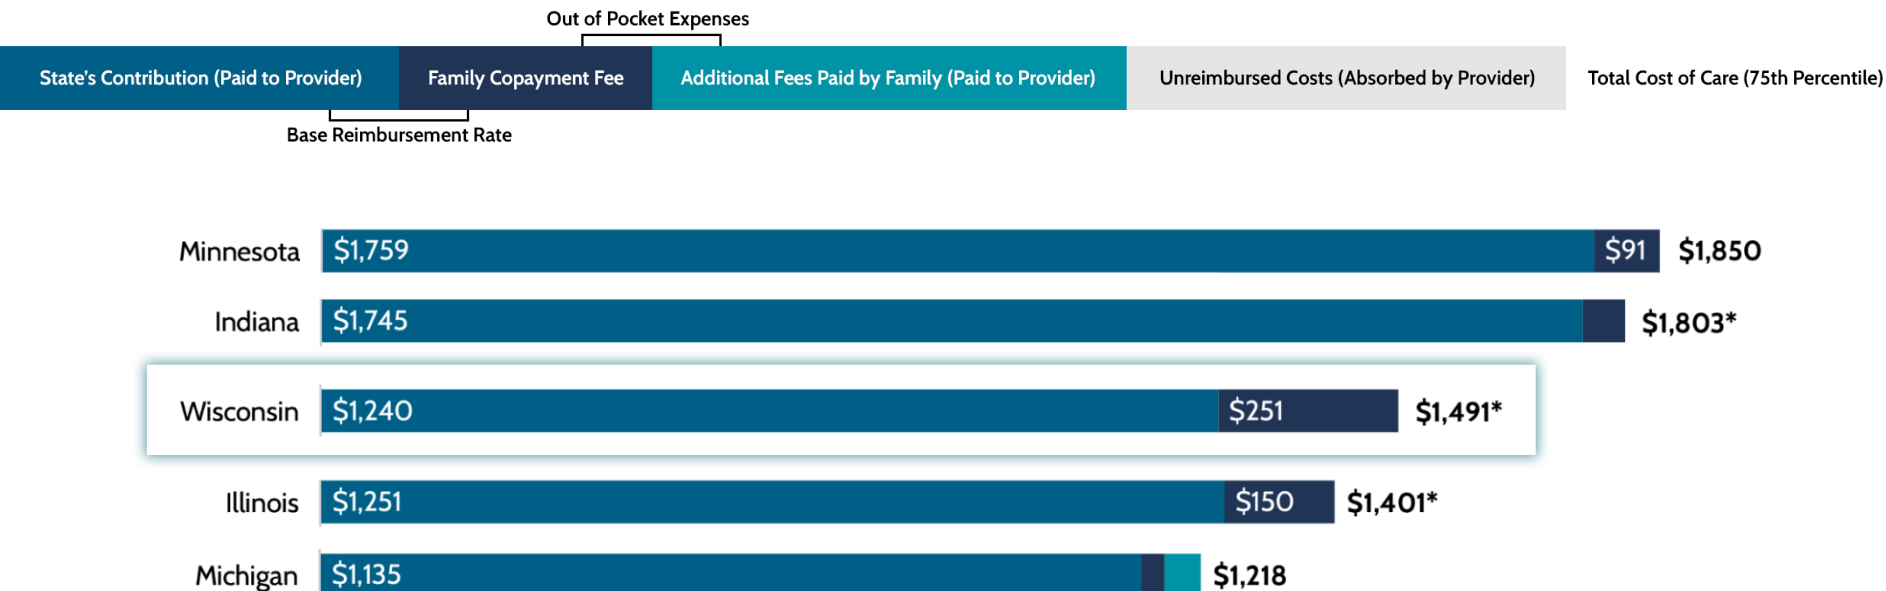 Out of Pocket Expenses
State's Contribution (Paid to Provider) Family Copayment Fee Additional Fees Paid by Family (Paid to Provider) Unreimbursed Costs (Absorbed by Provider) Total Cost of Care (75th Percentile)
Base Reimbursement Rate
Minnesota $1,759 $91 $1,850
Indiana $1,745 $1,803*
Wisconsin $1,240 $251 $1,491*
Illinois $1,251 $150 $1,401*
Michigan $1,135 $1,218